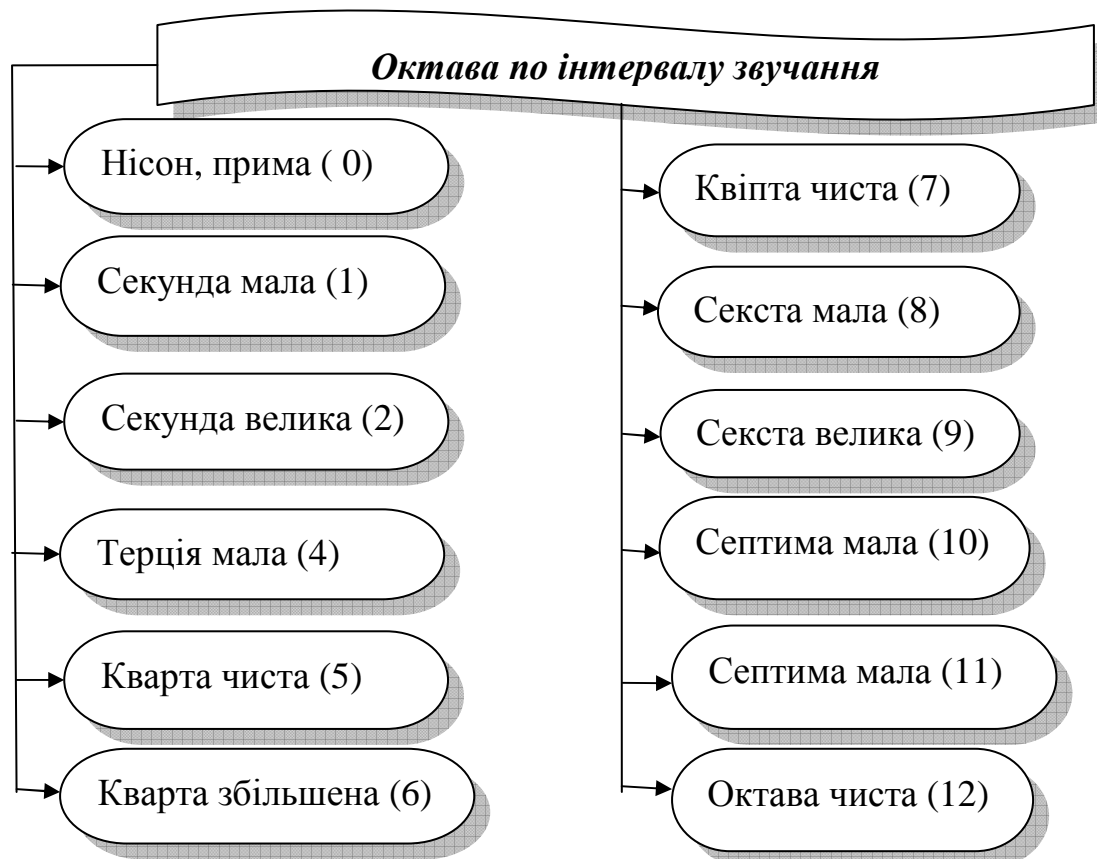 Октава по інтервалу звучання
Нісон, прима ( 0)
Секунда мала (1)
Секунда велика (2)
Терція мала (4)
Кварта чиста (5)
Кварта збільшена (6)
Квіпта чиста (7)
Секста мала (8)
Секста велика (9)
Септима мала (10)
Септима мала (11)
Октава чиста (12)